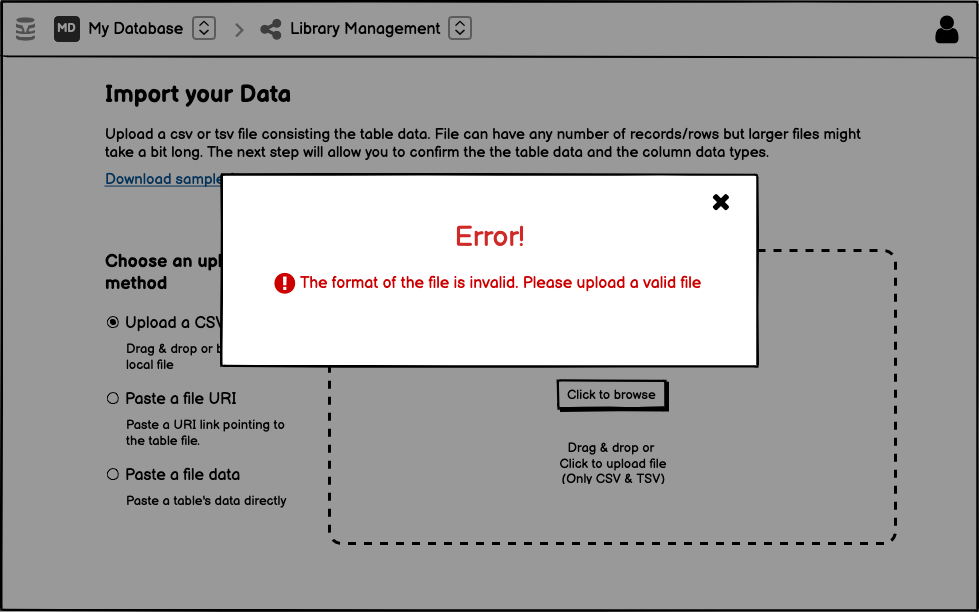 MD My Database Library Management
Import your Data
Upload a csv or tsv file consisting the table data. File can have any number of records/rows but larger files might
take a bit long. The next step will allow you to confirm the the table data and the column data types.
Download sample
Error!
The format of the file is invalid. Please upload a valid file
Choose an upl
method
Upload a CSV
Drag & drop or b
local file
Paste a file URI
Paste a URI link pointing to
the table file.
Paste a file data
Paste a table's data directly
Click to browse
Drag & drop or
Click to upload file
(Only CSV & TSV)